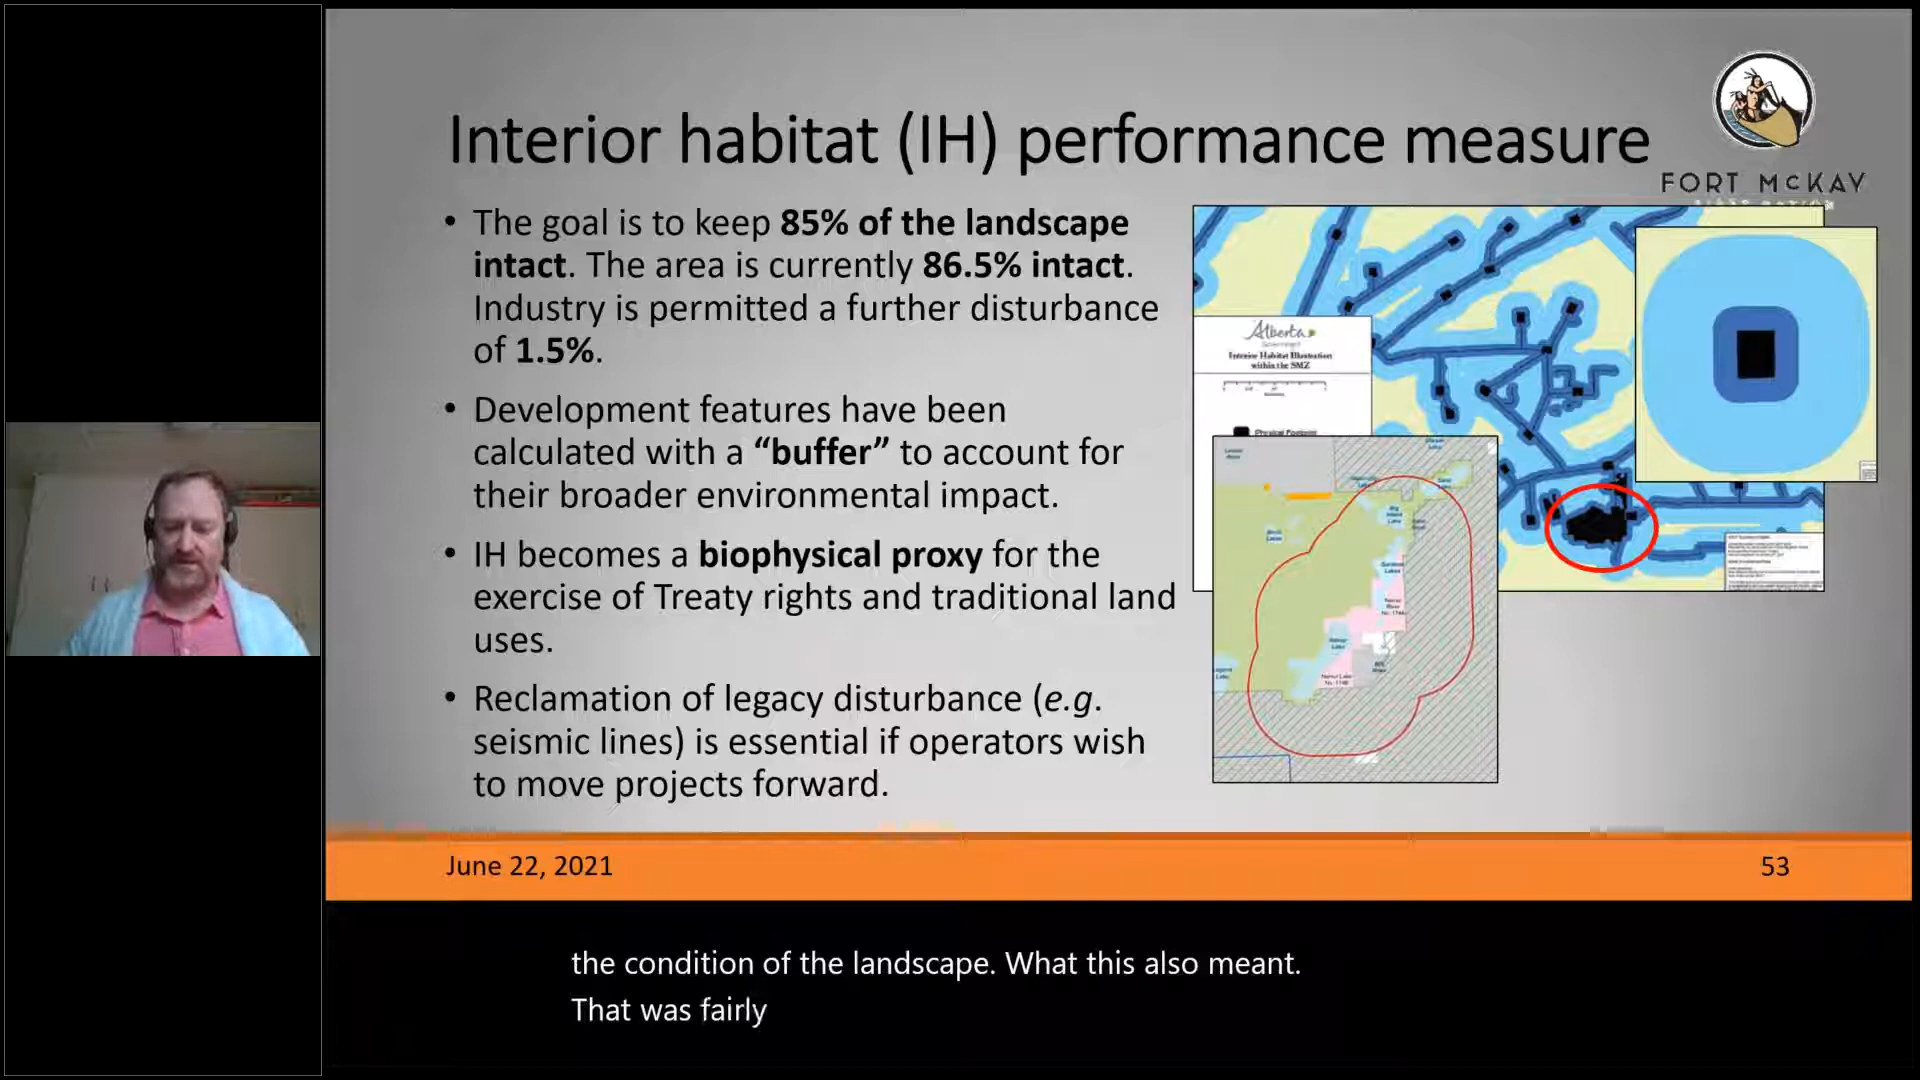 Interior habitat (IH) performance measure
FORT McKAY
• The goal is to keep 85% of the landscape
intact. The area is currently 86.5% intact.
Industry is permitted a further disturbance
of 1.5%.
• Development features have been
calculated with a “buffer” to account for
their broader environmental impact.
• IH becomes a biophysical proxy for the
exercise of Treaty rights and traditional land
uses.
• Reclamation of legacy disturbance (e.g.
seismic lines) is essential if operators wish
to move projects forward.
Alberta
Government
Interior Habitat Illustration
within the SMZ
Physical Footprint
June 22, 2021
53
the condition of the landscape. What this also meant.
That was fairly